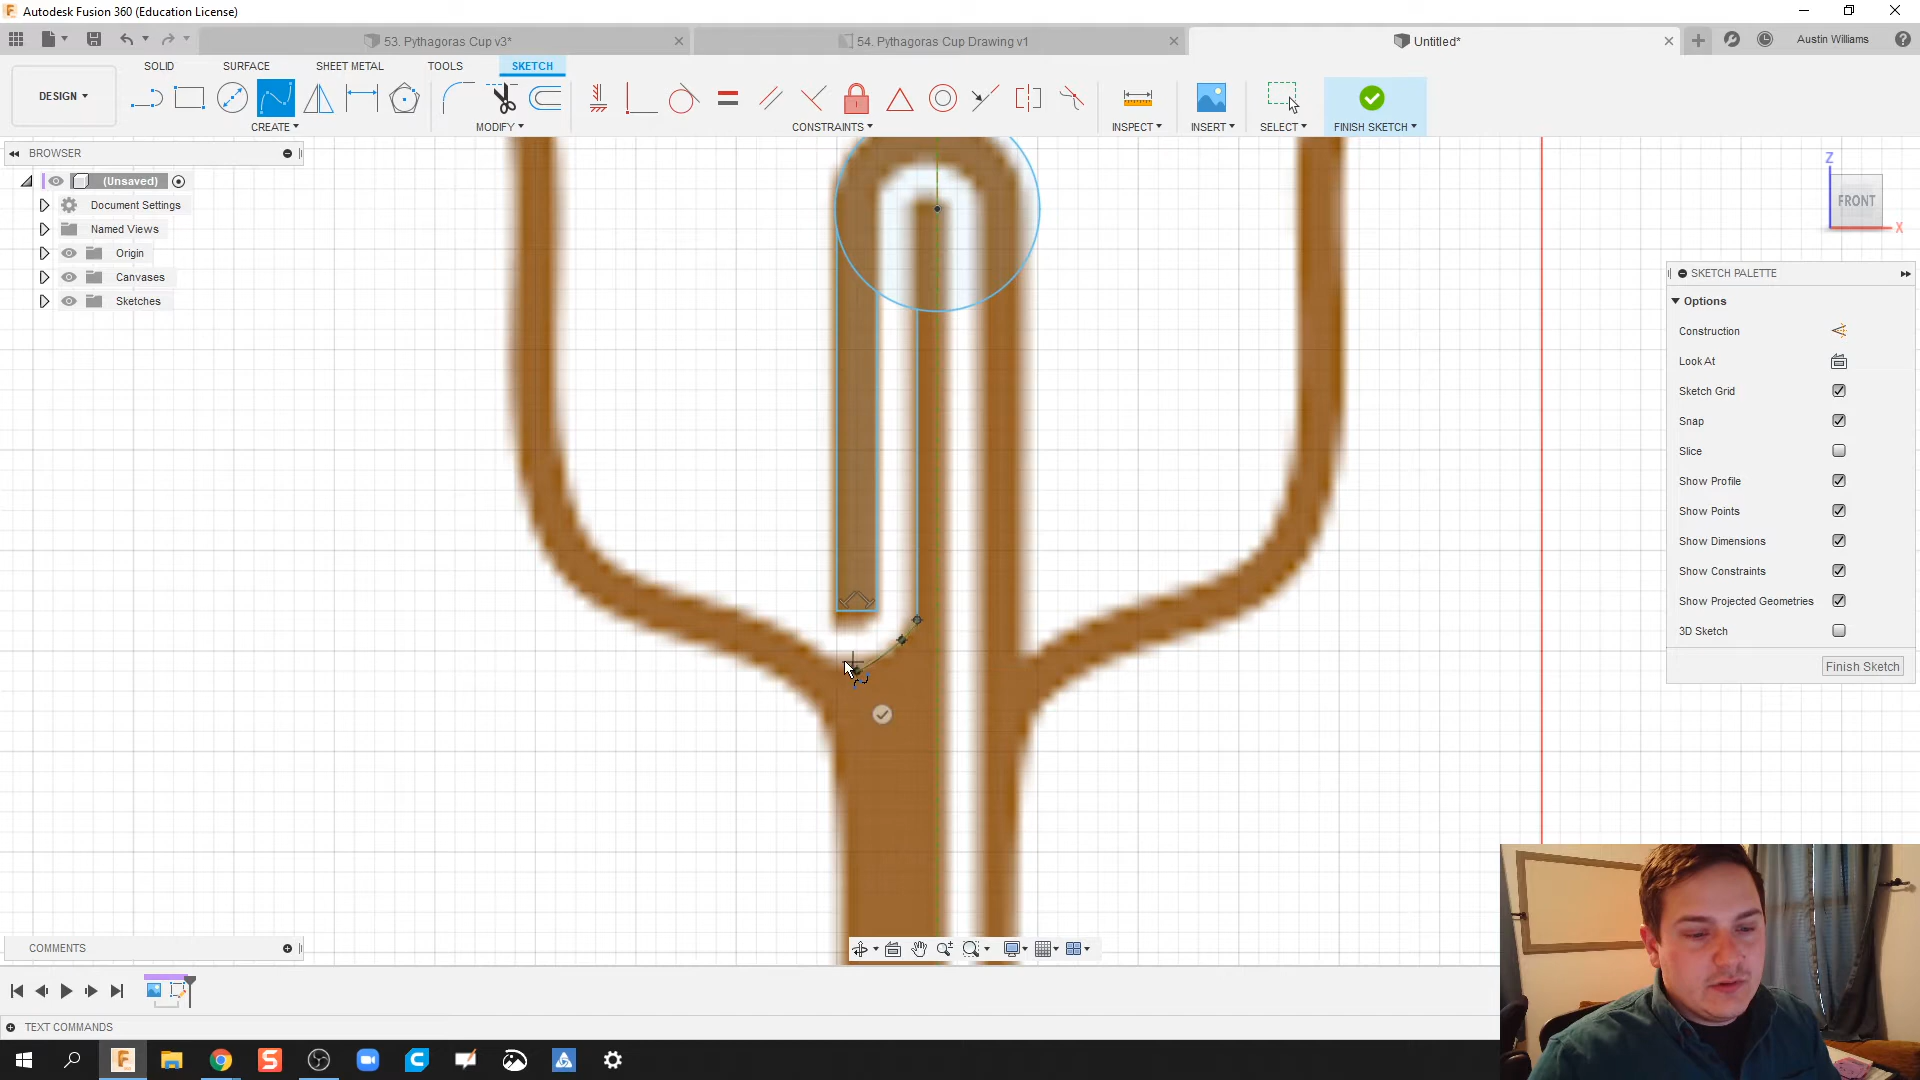 Autodesk Fusion 360 (Education License)
53. Pythagoras Cup v3*
54. Pythagoras Cup Drawing v1
Untitled*
Austin Williams
SOLID
SURFACE
SHEET METAL
TOOLS
SKETCH
DESIGN
CREATE
MODIFY
CONSTRAINTS
INSPECT
INSERT
SELECT
FINISH SKETCH
BROWSER
(Unsaved)
Document Settings
Named Views
Origin
Canvases
Sketches
Z
FRONT
X
SKETCH PALETTE
Options
Construction
Look At
Sketch Grid
Snap
Slice
Show Profile
Show Points
Show Dimensions
Show Constraints
Show Projected Geometries
3D Sketch
Finish Sketch
COMMENTS
TEXT COMMANDS